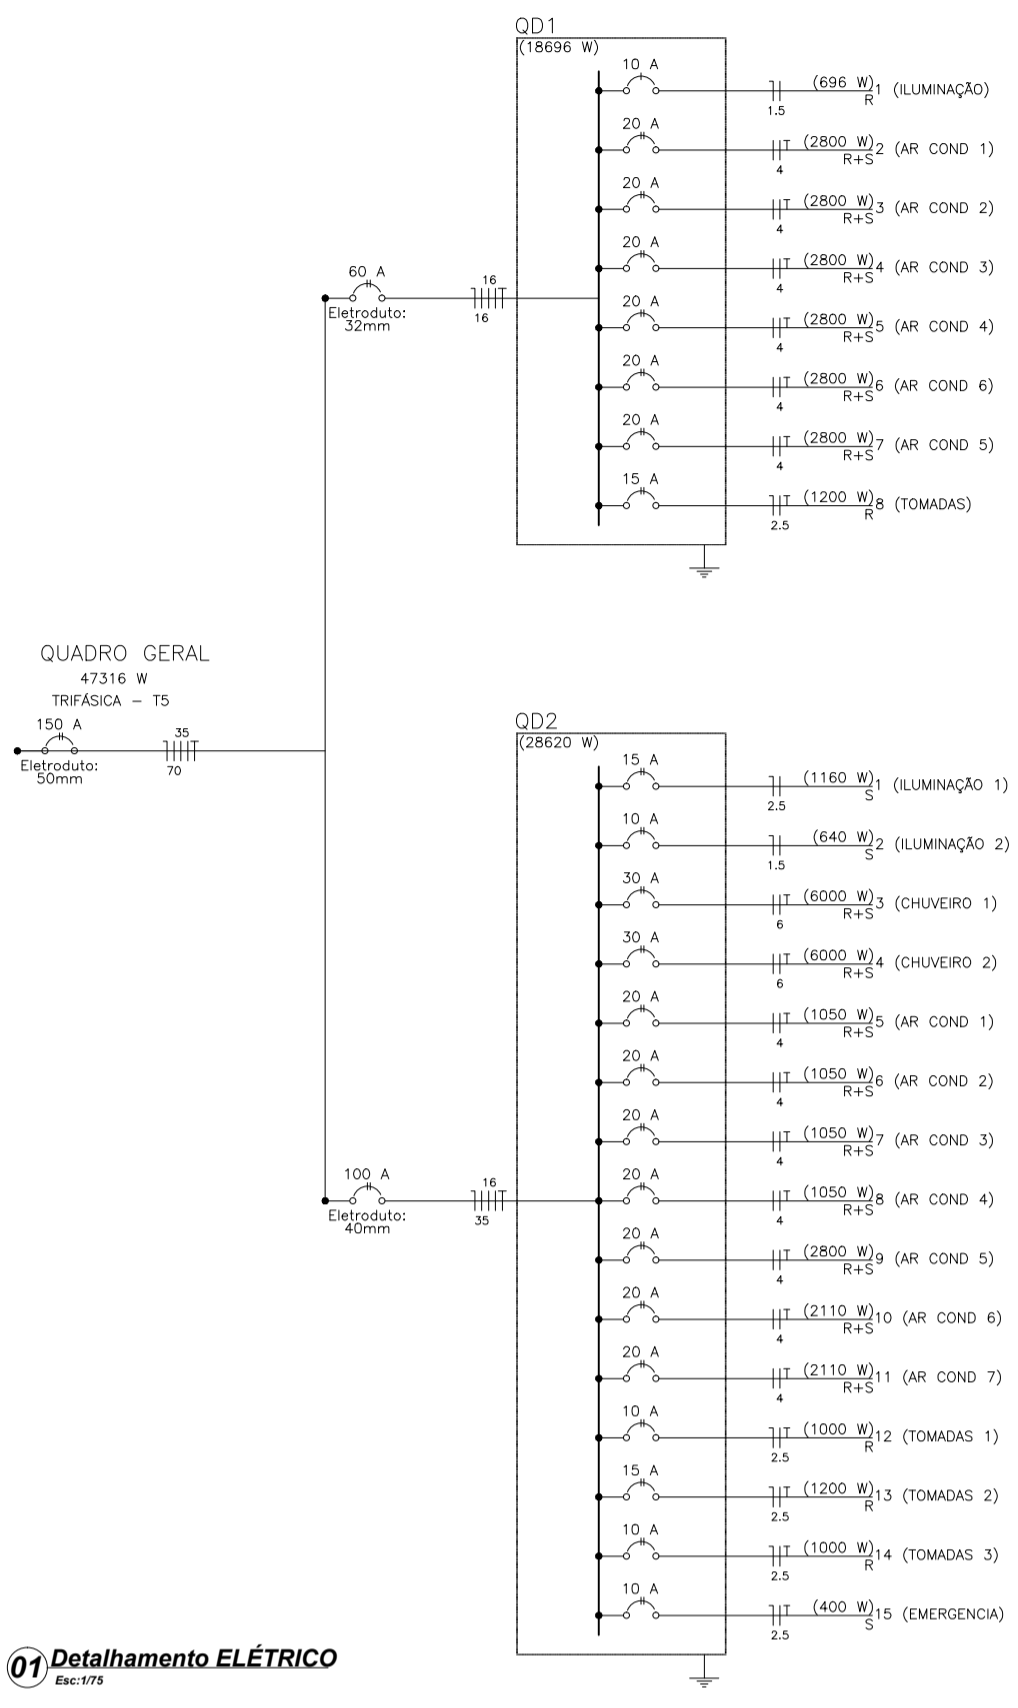 QD1
(18696 W)
10 A
(696 W)
1 (ILUMINAÇÃO)
R
1.5
20 A
(2800 W)
2 (AR COND 1)
R+S
4
20 A
(2800 W)
3 (AR COND 2)
R+S
4
20 A
(2800 W)
4 (AR COND 3)
R+S
4
20 A
(2800 W)
5 (AR COND 4)
R+S
4
20 A
(2800 W)
6 (AR COND 6)
R+S
4
20 A
(2800 W)
7 (AR COND 5)
R+S
4
15 A
(1200 W)
8 (TOMADAS)
R
2.5
60 A
Eletroduto:
32mm
16
16
QUADRO GERAL
47316 W
TRIFÁSICA – T5
150 A
Eletroduto:
50mm
35
70
QD2
(28620 W)
15 A
(1160 W)
1 (ILUMINAÇÃO 1)
S
2.5
10 A
(640 W)
2 (ILUMINAÇÃO 2)
S
1.5
30 A
(6000 W)
3 (CHUVEIRO 1)
R+S
6
30 A
(6000 W)
4 (CHUVEIRO 2)
R+S
6
20 A
(1050 W)
5 (AR COND 1)
R+S
4
20 A
(1050 W)
6 (AR COND 2)
R+S
4
20 A
(1050 W)
7 (AR COND 3)
R+S
4
100 A
Eletroduto:
40mm
16
35
20 A
(1050 W)
8 (AR COND 4)
R+S
4
20 A
(2800 W)
9 (AR COND 5)
R+S
4
20 A
(2110 W)
10 (AR COND 6)
R+S
4
20 A
(2110 W)
11 (AR COND 7)
R+S
4
10 A
(1000 W)
12 (TOMADAS 1)
R
2.5
15 A
(1200 W)
13 (TOMADAS 2)
R
2.5
10 A
(1000 W)
14 (TOMADAS 3)
R
2.5
10 A
(400 W)
15 (EMERGENCIA)
S
2.5
01 Detalhamento ELÉTRICO
Esc:1/75